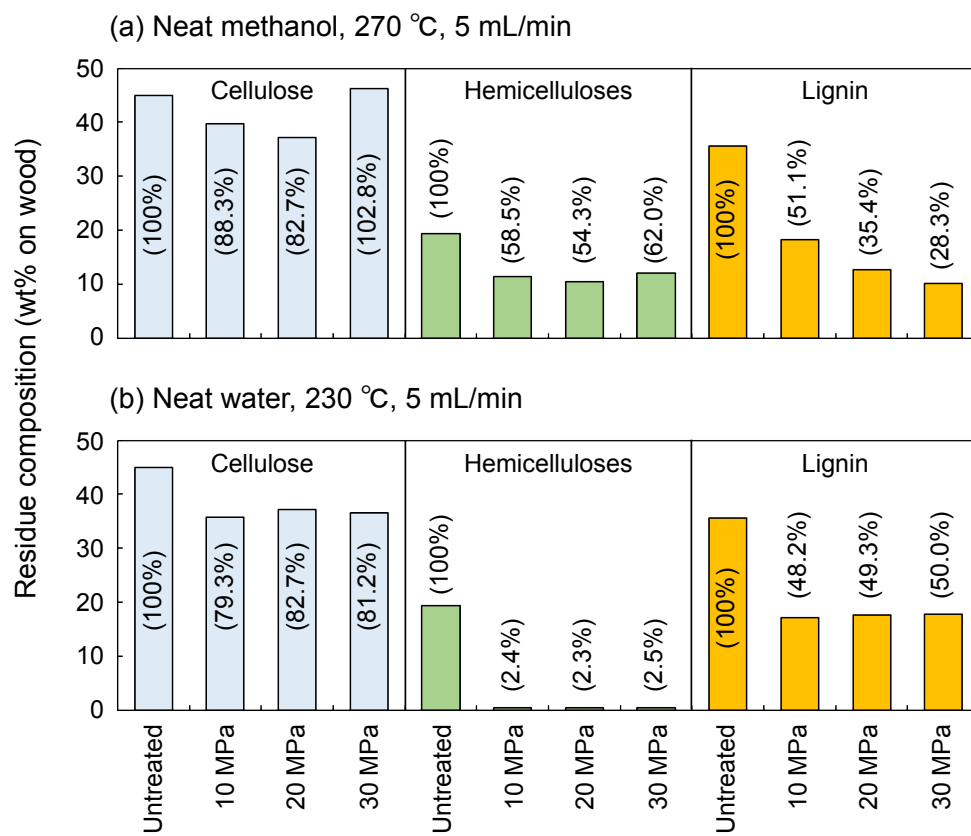 (a) Neat methanol, 270 ℃, 5 mL/min
Residue composition (wt% on wood)
50
40
30
20
10
0
Cellulose
Hemicelluloses
Lignin
(100%)
(88.3%)
(82.7%)
(102.8%)
(100%)
(58.5%)
(54.3%)
(62.0%)
(100%)
(51.1%)
(35.4%)
(28.3%)
(b) Neat water, 230 ℃, 5 mL/min
50
40
30
20
10
0
Cellulose
Hemicelluloses
Lignin
(100%)
(79.3%)
(82.7%)
(81.2%)
(100%)
(2.4%)
(2.3%)
(2.5%)
(100%)
(48.2%)
(49.3%)
(50.0%)
Untreated
10 MPa
20 MPa
30 MPa
Untreated
10 MPa
20 MPa
30 MPa
Untreated
10 MPa
20 MPa
30 MPa